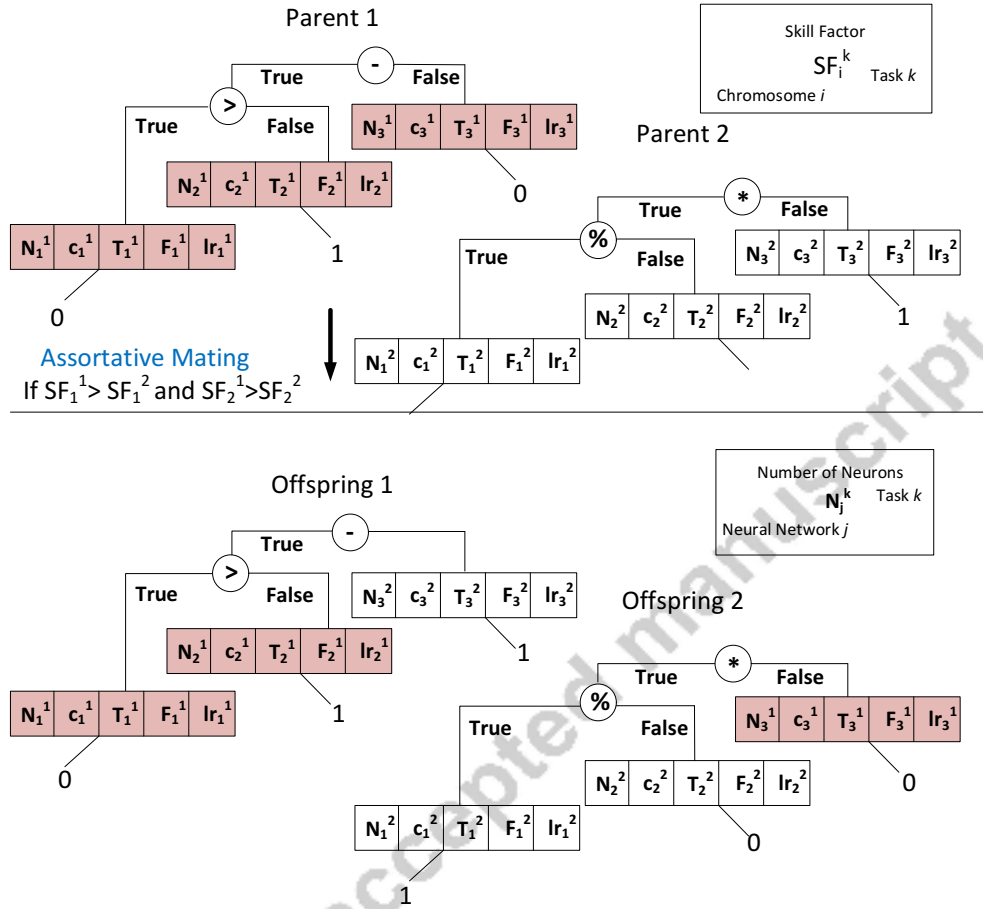 Parent 1
Skill Factor
SF_i^k
Task k
Chromosome i
-
True
False
>
True
False
N_3^1 c_3^1 T_3^1 F_3^1 lr_3^1
0
N_2^1 c_2^1 T_2^1 F_2^1 lr_2^1
1
N_1^1 c_1^1 T_1^1 F_1^1 lr_1^1
0
Parent 2
*
True
False
%
True
False
N_3^2 c_3^2 T_3^2 F_3^2 lr_3^2
1
N_2^2 c_2^2 T_2^2 F_2^2 lr_2^2
N_1^2 c_1^2 T_1^2 F_1^2 lr_1^2
Assortative Mating
If SF_1^1> SF_1^2 and SF_2^1>SF_2^2
Number of Neurons
N_j^k
Task k
Neural Network j
Offspring 1
-
True
>
True
False
N_3^2 c_3^2 T_3^2 F_3^2 lr_3^2
1
N_2^1 c_2^1 T_2^1 F_2^1 lr_2^1
1
N_1^1 c_1^1 T_1^1 F_1^1 lr_1^1
0
Offspring 2
*
True
False
%
True
False
N_3^1 c_3^1 T_3^1 F_3^1 lr_3^1
0
N_2^2 c_2^2 T_2^2 F_2^2 lr_2^2
0
N_1^2 c_1^2 T_1^2 F_1^2 lr_1^2
1
accepted manuscript